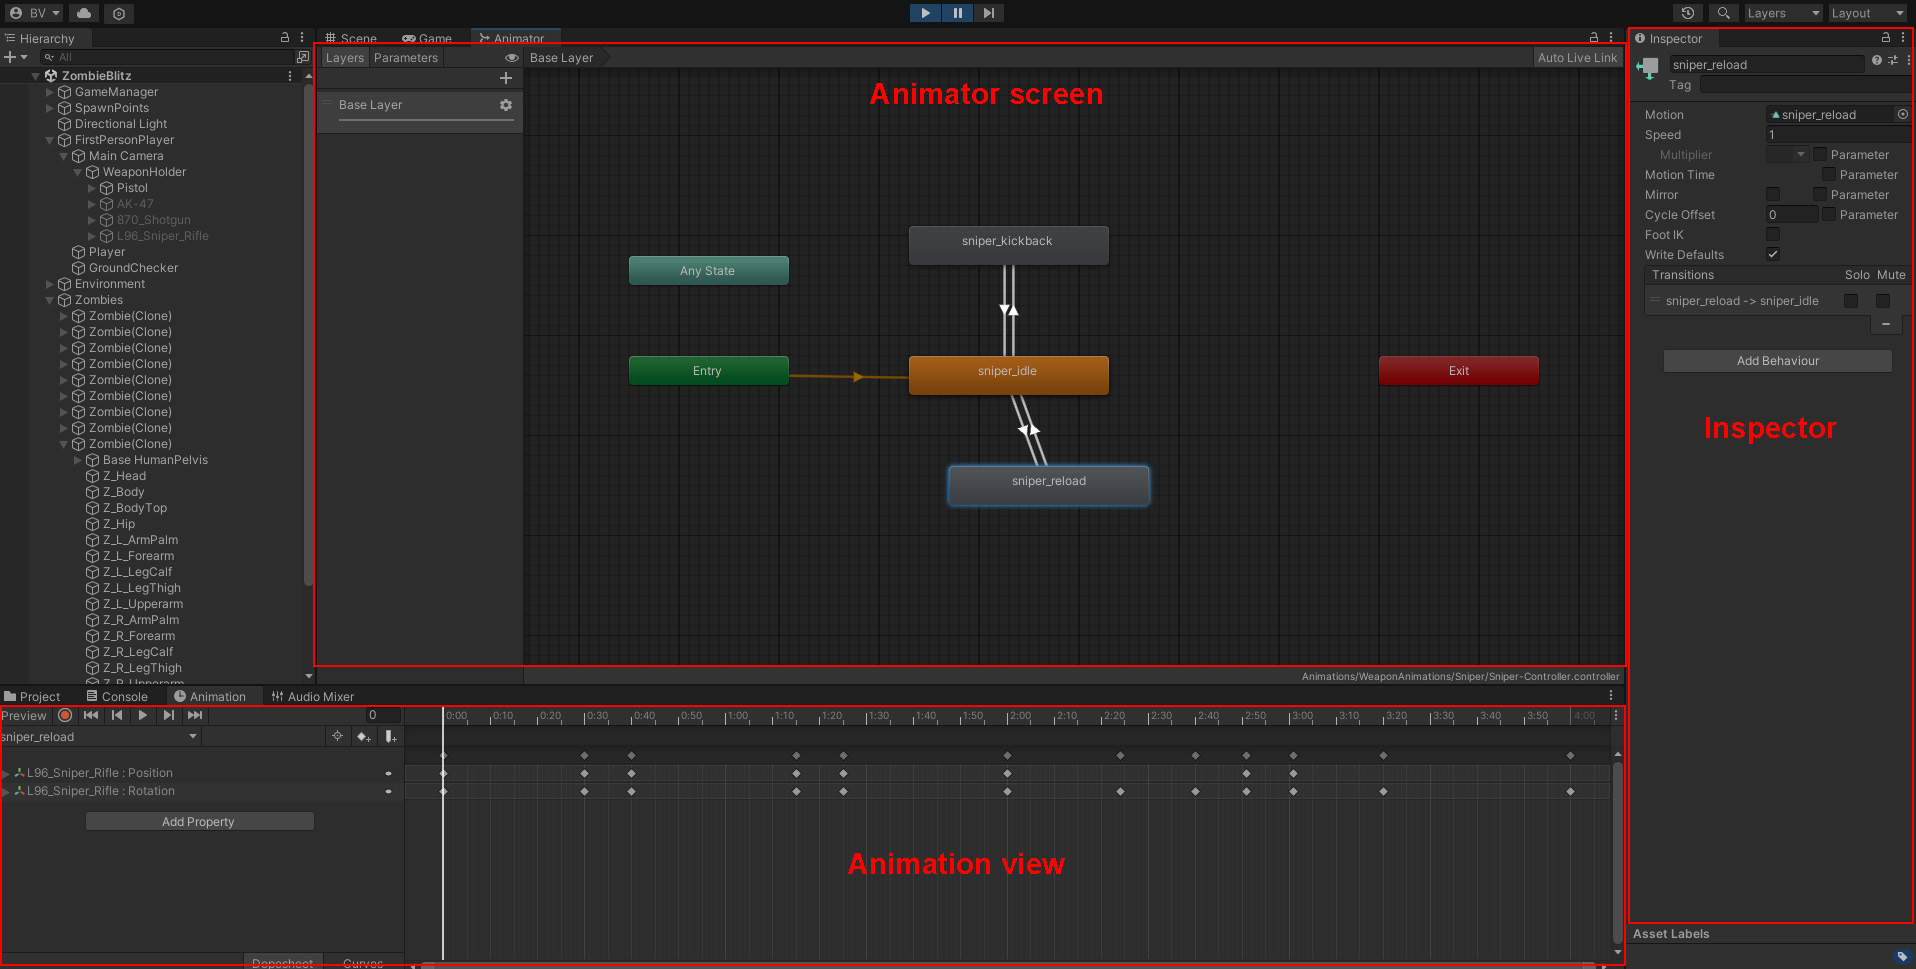 BV
Layers
Layout
Hierarchy
All
ZombieBlitz
GameManager
SpawnPoints
Directional Light
FirstPersonPlayer
Main Camera
WeaponHolder
Pistol
AK-47
870_Shotgun
L96_Sniper_Rifle
Player
GroundChecker
Environment
Zombies
Zombie(Clone)
Zombie(Clone)
Zombie(Clone)
Zombie(Clone)
Zombie(Clone)
Zombie(Clone)
Zombie(Clone)
Zombie(Clone)
Zombie(Clone)
Base HumanPelvis
Z_Head
Z_Body
Z_BodyTop
Z_Hip
Z_L_ArmPalm
Z_L_Forearm
Z_L_LegCalf
Z_L_LegThigh
Z_L_Upperarm
Z_R_ArmPalm
Z_R_Forearm
Z_R_LegCalf
Z_R_LegThigh
Z_R_Upperarm
Scene Game Animator
Layers Parameters Base Layer Auto Live Link
Base Layer
Animator screen
sniper_kickback
Any State
Entry
sniper_idle
Exit
sniper_reload
Animations/WeaponAnimations/Sniper/Sniper-Controller.controller
Inspector
sniper_reload
Tag
Motion sniper_reload
Speed 1
Multiplier Parameter
Motion Time Parameter
Mirror Parameter
Cycle Offset 0 Parameter
Foot IK
Write Defaults
Transitions Solo Mute
sniper_reload -> sniper_idle
Add Behaviour
Inspector
Asset Labels
Project Console Animation Audio Mixer
Preview 0
0:00 0:10 0:20 0:30 0:40 0:50 1:00 1:10 1:20 1:30 1:40 1:50 2:00 2:10 2:20 2:30 2:40 2:50 3:00 3:10 3:20 3:30 3:40 3:50 4:00
sniper_reload
L96_Sniper_Rifle : Position
L96_Sniper_Rifle : Rotation
Add Property
Animation view
Dopesheet Curves